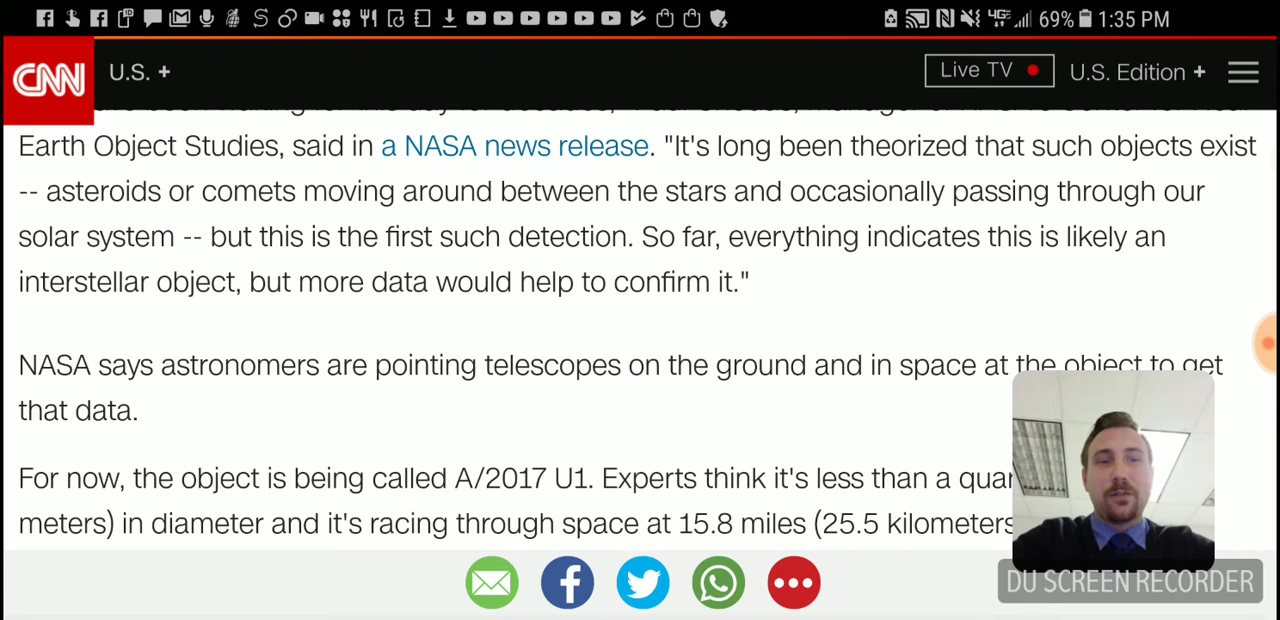 69% 1:35 PM
CNN U.S. + Live TV U.S. Edition +
Earth Object Studies, said in a NASA news release. "It's long been theorized that such objects exist
-- asteroids or comets moving around between the stars and occasionally passing through our
solar system -- but this is the first such detection. So far, everything indicates this is likely an
interstellar object, but more data would help to confirm it."
NASA says astronomers are pointing telescopes on the ground and in space at the object to get
that data.
For now, the object is being called A/2017 U1. Experts think it's less than a
meters) in diameter and it's racing through space at 15.8 miles (25.5 kilometers
DU SCREEN RECORDER